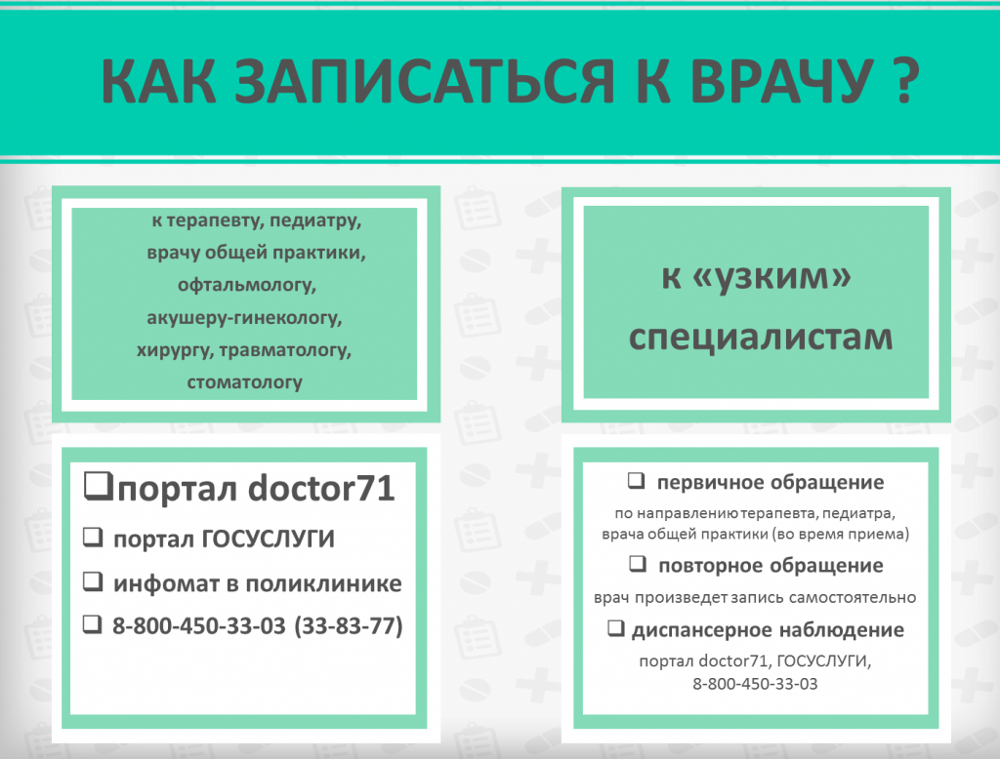 КАК ЗАПИСАТЬСЯ К ВРАЧУ ?
к терапевту, педиатру,
врачу общей практики,
офтальмологу,
акушеру-гинекологу,
хирургу, травматологу,
стоматологу
❑портал doctor71
❑ портал ГОСУСЛУГИ
❑ инфомат в поликлинике
❑ 8-800-450-33-03 (33-83-77)
к «узким»
специалистам
❑ первичное обращение
по направлению терапевта, педиатра,
врача общей практики (во время приема)
❑ повторное обращение
врач произведет запись самостоятельно
❑ диспансерное наблюдение
портал doctor71, ГОСУСЛУГИ,
8-800-450-33-03